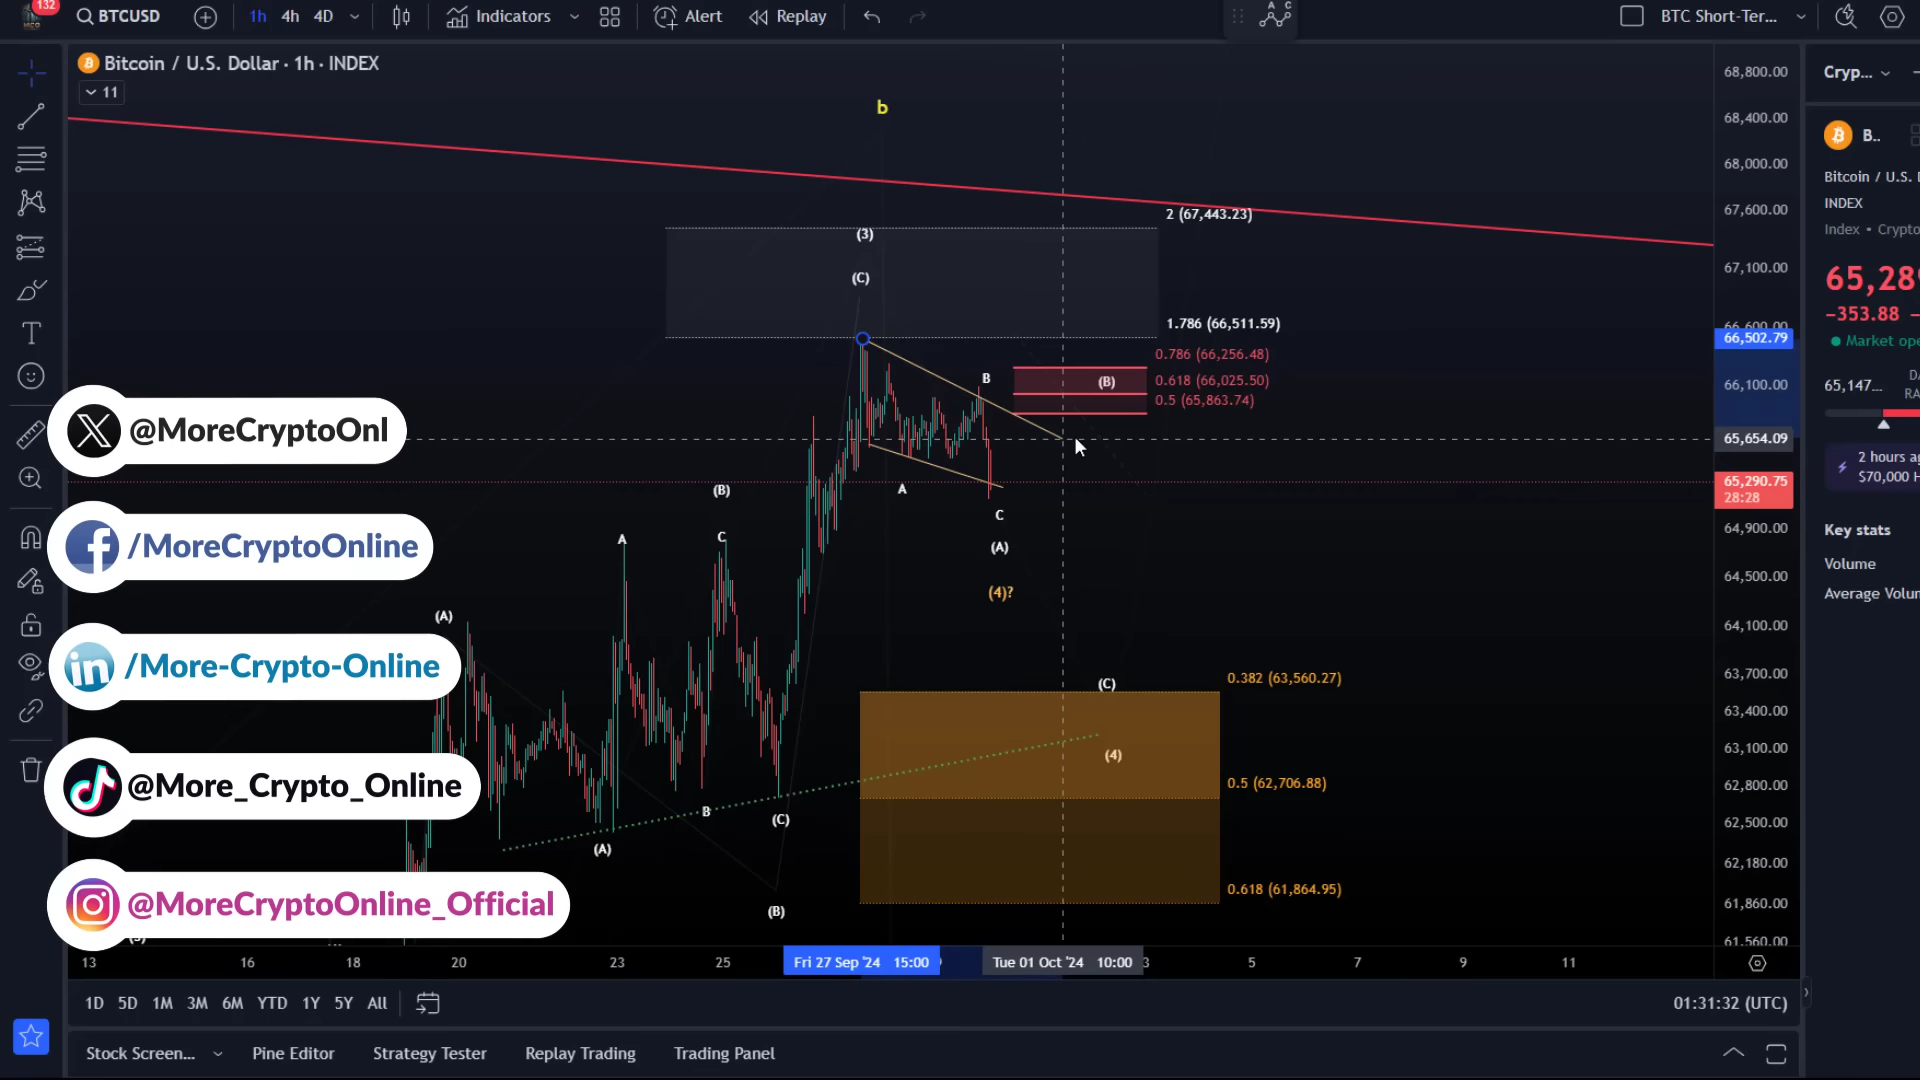 132
BTCUSD
1h 4h 4D
Indicators
Alert
Replay
A C
BTC Short-Ter...
Bitcoin / U.S. Dollar · 1h · INDEX
11
b
2 (67,443.23)
(3)
(C)
1.786 (66,511.59)
0.786 (66,256.48)
B
(B)
0.618 (66,025.50)
0.5 (65,863.74)
(B)
A
C
A
C
(A)
(4)?
(A)
(C)
0.382 (63,560.27)
(4)
0.5 (62,706.88)
B
(C)
(A)
0.618 (61,864.95)
(B)
@MoreCryptoOnl
/MoreCryptoOnline
/More-Crypto-Online
@More_Crypto_Online
@MoreCryptoOnline_Official
68,800.00
68,400.00
68,000.00
67,600.00
67,100.00
66,600.00
66,502.79
66,100.00
65,654.09
65,290.75
28:28
64,900.00
64,500.00
64,100.00
63,700.00
63,400.00
63,100.00
62,800.00
62,500.00
62,180.00
61,860.00
61,560.00
Cryp...
B..
Bitcoin / U.S.
INDEX
Index • Crypto
65,289
−353.88
Market ope
65,147...
DA
RA
2 hours ag
$70,000 H
Key stats
Volume
Average Volum
13 16 18 20 23 25 Fri 27 Sep '24 15:00 Tue 01 Oct '24 10:00 3 5 7 9 11
1D 5D 1M 3M 6M YTD 1Y 5Y All
01:31:32 (UTC)
Stock Screen... Pine Editor Strategy Tester Replay Trading Trading Panel